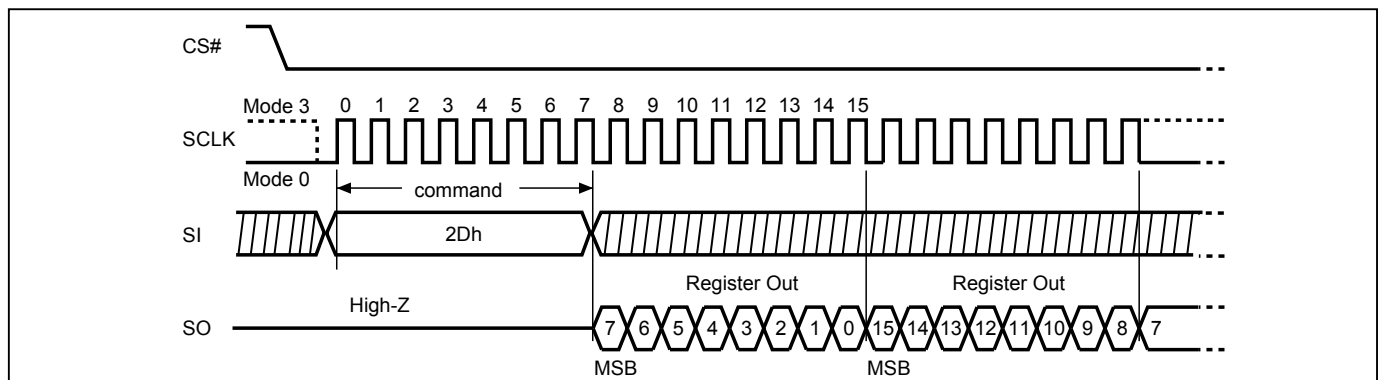 CS#
Mode 3 0 1 2 3 4 5 6 7 8 9 10 11 12 13 14 15
SCLK
Mode 0
command
SI 2Dh
Register Out Register Out
High-Z
SO 7 6 5 4 3 2 1 0 15 14 13 12 11 10 9 8 7
MSB MSB